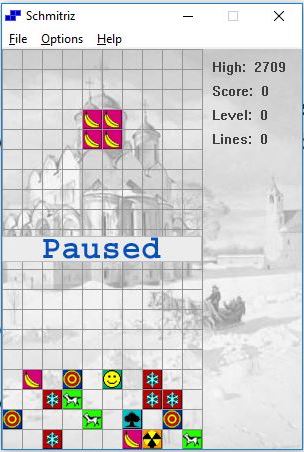 Schmitriz
File Options Help
High: 2709
Score: 0
Level: 0
Lines: 0
Paused